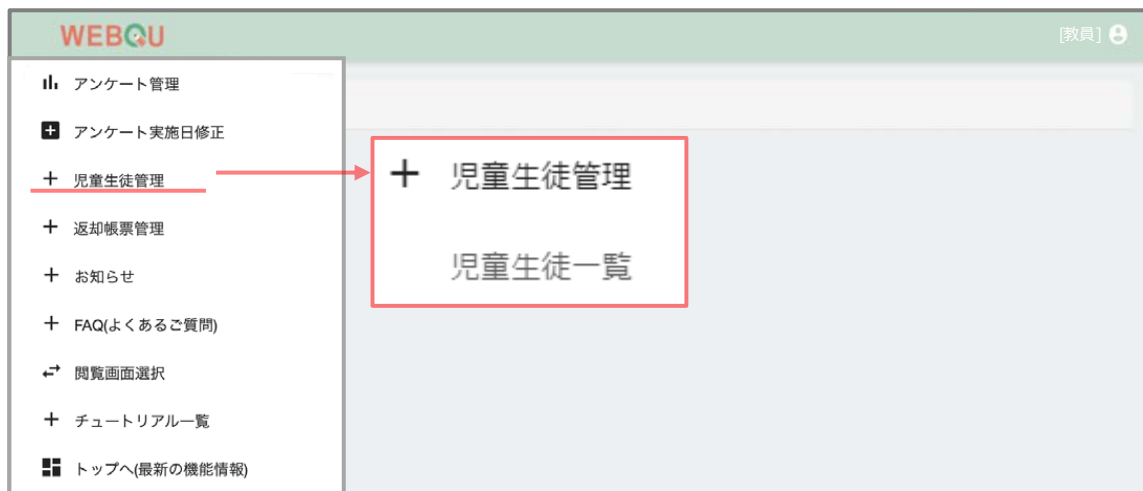 WEBQU
[教員]
アンケート管理
アンケート実施日修正
児童生徒管理
返却帳票管理
お知らせ
FAQ(よくあるご質問)
閲覧画面選択
チュートリアル一覧
トップへ(最新の機能情報)
児童生徒管理
児童生徒一覧